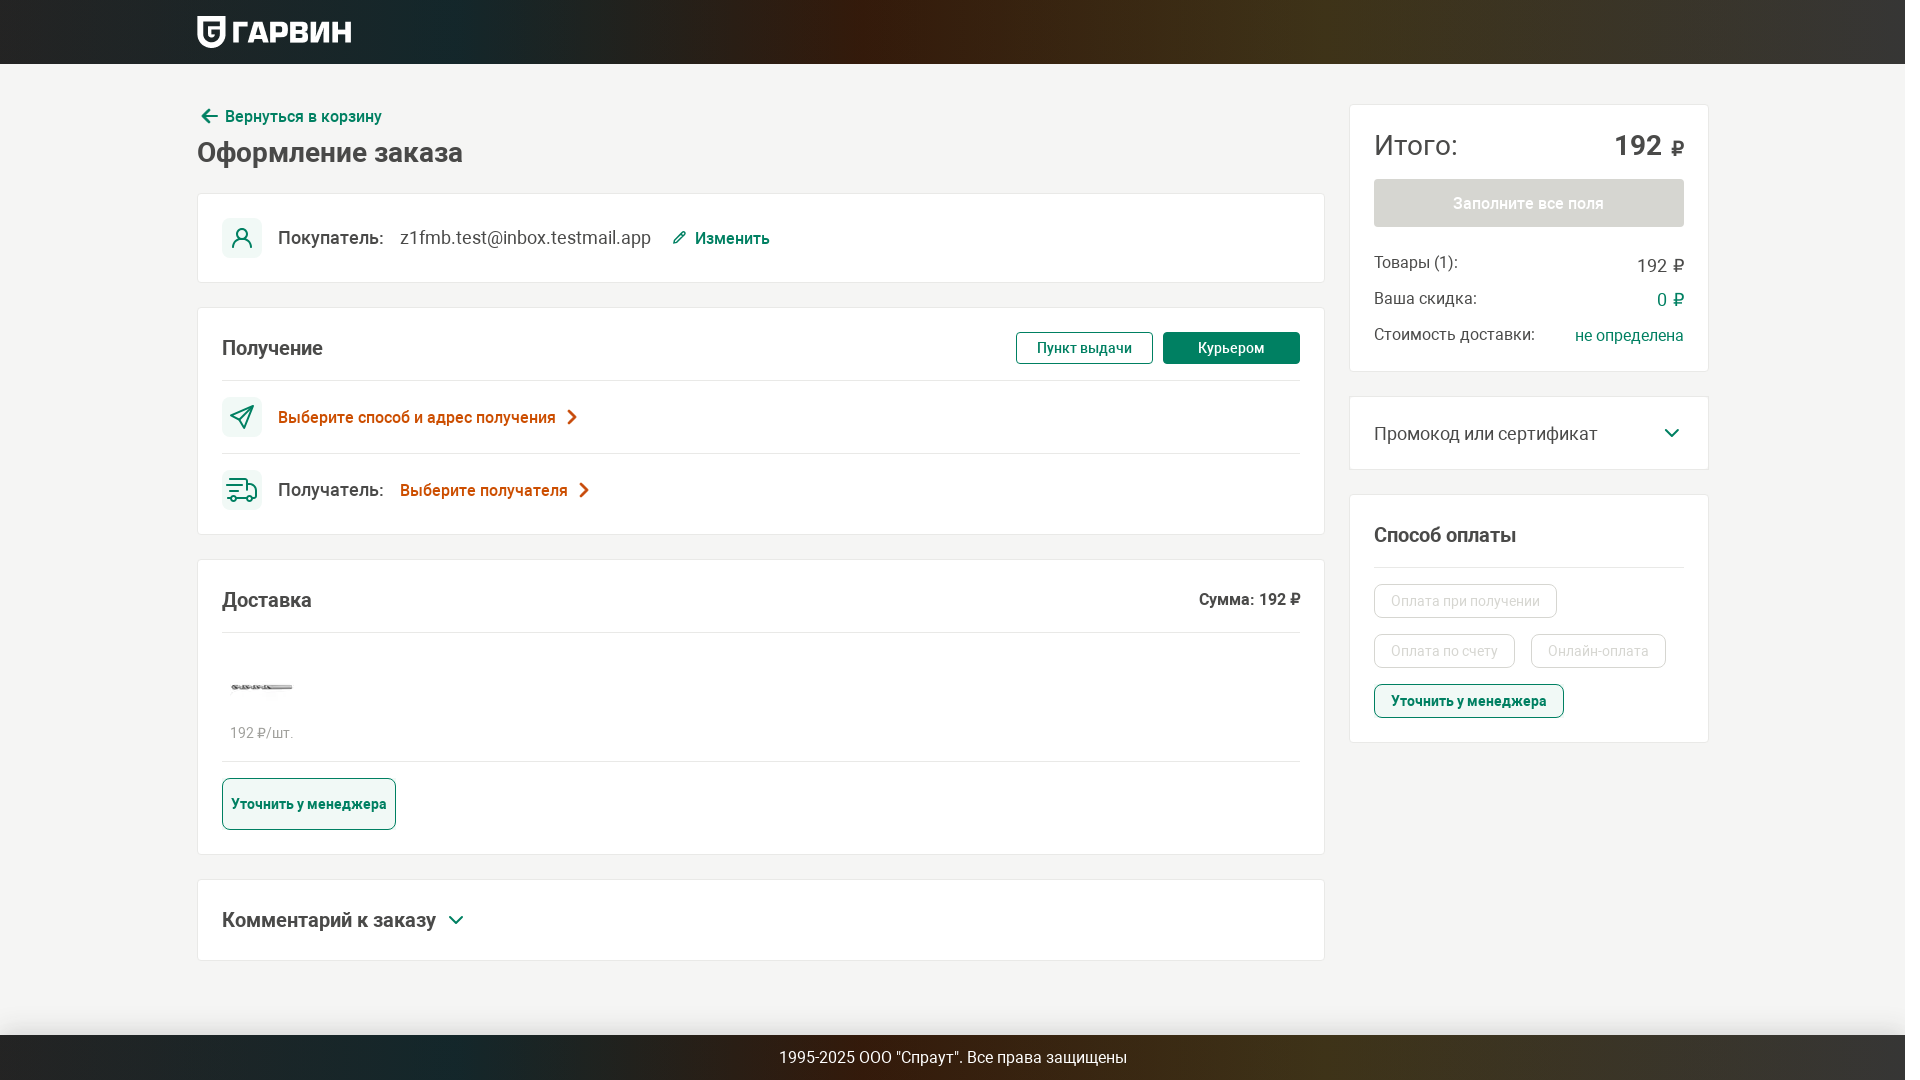 ГАРВИН
Вернуться в корзину
Оформление заказа
Покупатель: z1fmb.test@inbox.testmail.app Изменить
Получение Пункт выдачи Курьером
Выберите способ и адрес получения
Получатель: Выберите получателя
Доставка Сумма: 192 ₽
192 ₽/шт.
Уточнить у менеджера
Комментарий к заказу
Итого: 192 ₽
Заполните все поля
Товары (1): 192 ₽
Ваша скидка: 0 ₽
Стоимость доставки: не определена
Промокод или сертификат
Способ оплаты
Оплата при получении
Оплата по счету Онлайн-оплата
Уточнить у менеджера
1995-2025 ООО "Спраут". Все права защищены